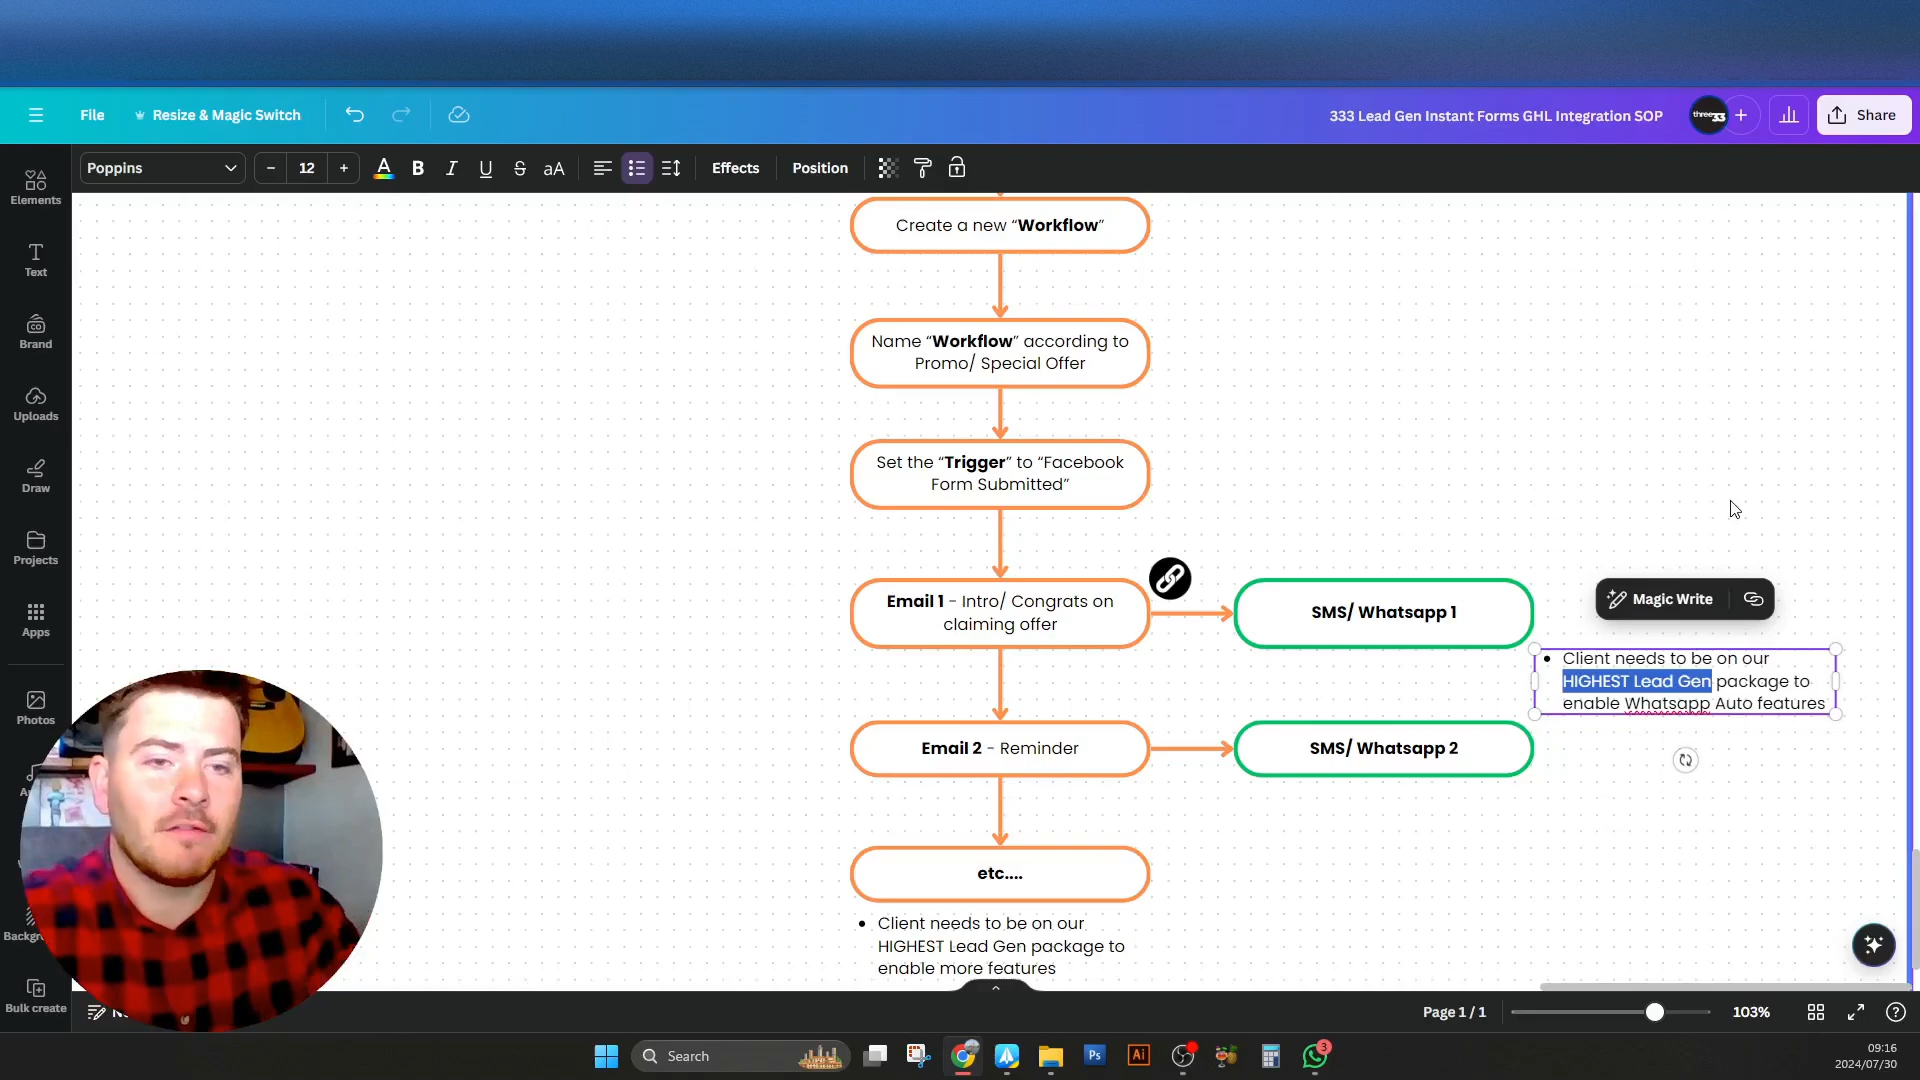 File
Resize & Magic Switch
333 Lead Gen Instant Forms GHL Integration SOP
three33
Share
Poppins
12
A
B
I
U
S
aA
Effects
Position
Elements
Text
Brand
Uploads
Draw
Projects
Apps
Photos
Bulk create
Create a new “Workflow”
Name “Workflow” according to
Promo/ Special Offer
Set the “Trigger” to “Facebook
Form Submitted”
Email 1 - Intro/ Congrats on
claiming offer
SMS/ Whatsapp 1
Magic Write
Client needs to be on our
HIGHEST Lead Gen package to
enable Whatsapp Auto features
Email 2 - Reminder
SMS/ Whatsapp 2
etc....
Client needs to be on our
HIGHEST Lead Gen package to
enable more features
Page 1 / 1
103%
Search
Ps
Ai
3
09:16
2024/07/30